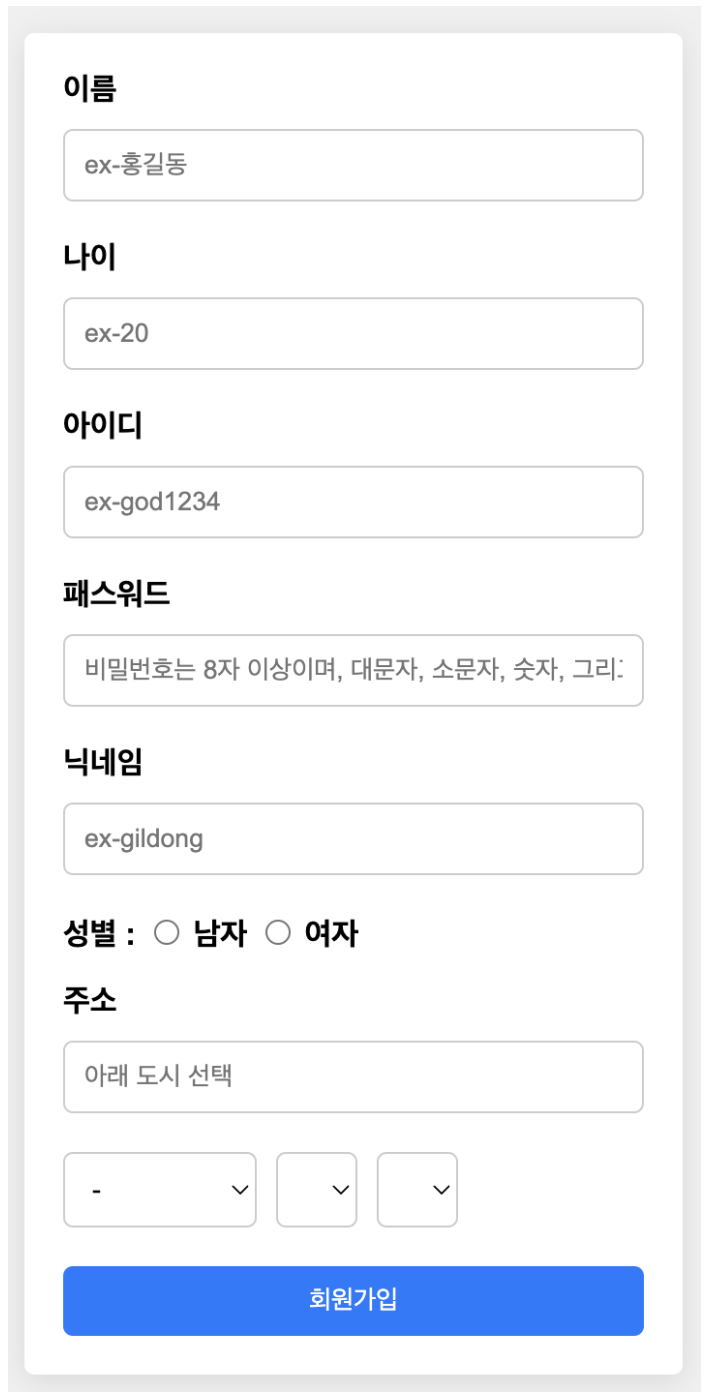 이름
ex-홍길동
나이
ex-20
아이디
ex-god1234
패스워드
비밀번호는 8자 이상이며, 대문자, 소문자, 숫자, 그리
닉네임
ex-gildong
성별 : 남자 여자
주소
아래 도시 선택
-
회원가입